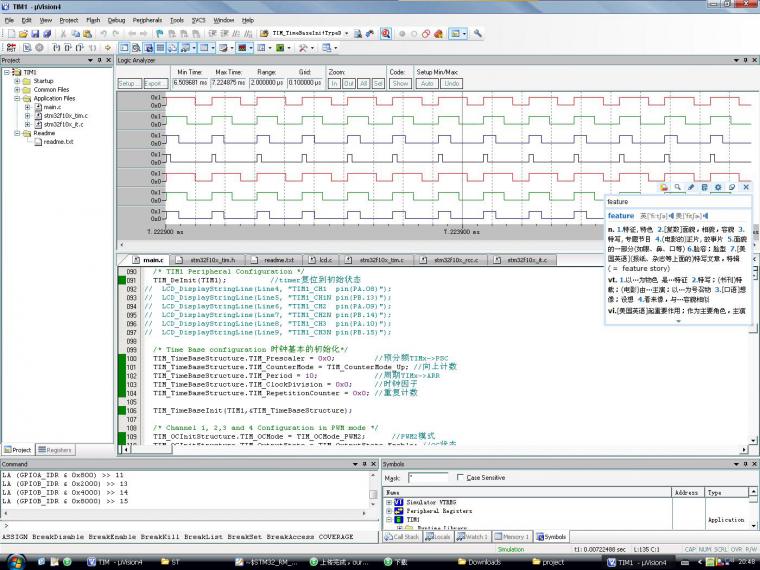 TIM1 - µVision4
File Edit View Project Flash Debug Peripherals Tools SVCS Window Help
TIM_TimeBaseInitTypeD
Project
Logic Analyzer
TIM1
Startup
Common Files
Application Files
main.c
stm32f10x_tim.c
stm32f10x_it.c
Readme
readme.txt
Project Registers
Setup... Export...
Min Time: Max Time: Range: Grid: Zoom: Code: Setup Min/Max:
6.509681 ms 7.224875 ms 2.000000 µs 0.100000 µs In Out All Sel Show Auto Undo
0x1
0x0
0x1
0x0
0x1
0x0
0x1
0x0
0x1
0x0
0x1
0x0
0x1
0x0
7.222900 ms 7.223900 ms
main.c stm32f10x_tim.h readme.txt lcd.c stm32f10x_tim.c stm32f10x_rcc.c stm32f10x_it.c
090 /* TIM1 Peripheral Configuration */
091 TIM_DeInit(TIM1); //timer复位到初始状态
092 // LCD_DisplayStringLine(Line4, "TIM1_CH1 pin(PA.08)");
093 // LCD_DisplayStringLine(Line5, "TIM1_CH1N pin(PB.13)");
094 // LCD_DisplayStringLine(Line6, "TIM1_CH2 pin(PA.09)");
095 // LCD_DisplayStringLine(Line7, "TIM1_CH2N pin(PB.14)");
096 // LCD_DisplayStringLine(Line8, "TIM1_CH3 pin(PA.10)");
097 // LCD_DisplayStringLine(Line9, "TIM1_CH3N pin(PB.15)");
098
099 /* Time Base configuration 时钟基本的初始化*/
100 TIM_TimeBaseStructure.TIM_Prescaler = 0x0; //预分频TIMx->PSC
101 TIM_TimeBaseStructure.TIM_CounterMode = TIM_CounterMode_Up; //向上计数
102 TIM_TimeBaseStructure.TIM_Period = 10; //周期TIMx->ARR
103 TIM_TimeBaseStructure.TIM_ClockDivision = 0x0; //时钟因子
104 TIM_TimeBaseStructure.TIM_RepetitionCounter = 0x0; //重复计数
105
106 TIM_TimeBaseInit(TIM1,&TIM_TimeBaseStructure);
107
108 /* Channel 1, 2,3 and 4 Configuration in PWM mode */
109 TIM_OCInitStructure.TIM_OCMode = TIM_OCMode_PWM2; //PWM2模式
feature
feature
n. 1.特征, 特色 2.[复数]面貌, 相貌, 容貌 3.
特写, 专题节目 4.(电影的)正片, 故事片 5.面貌
的一部分(如眼、鼻、口等) 6.脸型 7.[美
国英语](报纸、杂志等上面的)特写文章, 特辑
(= feature story)
vt. 1.以…为物色 是…特征 2.特写; (书刊)特
载; (电影)由…主演; 以…为号召物 3.[口语]想
像; 设想 4.看来像, 与…容貌相似
vi.[美国英语]起重要作用; 作为主要角色, 主演
Command
LA (GPIOA_IDR & 0x800) >> 11
LA (GPIOB_IDR & 0x2000) >> 13
LA (GPIOB_IDR & 0x4000) >> 14
LA (GPIOB_IDR & 0x8000) >> 15
>
ASSIGN BreakDisable BreakEnable BreakKill BreakList BreakSet BreakAccess COVERAGE
Symbols
Mask: * Case Sensitive
Name Address Type
Simulator VTREG
Peripheral Registers
TIM1 Application
Runtime Library
Call Stack Locals Watch 1 Memory 1 Symbols
Simulation t1: 0.00722488 sec L:135 C:1 CAP NUM SCRL OVR R/W
TIM - µVision4 ST ~$STM32_RM_... 上传完成, our... 下载 Downloads project TIM1 - µVision4 20:48